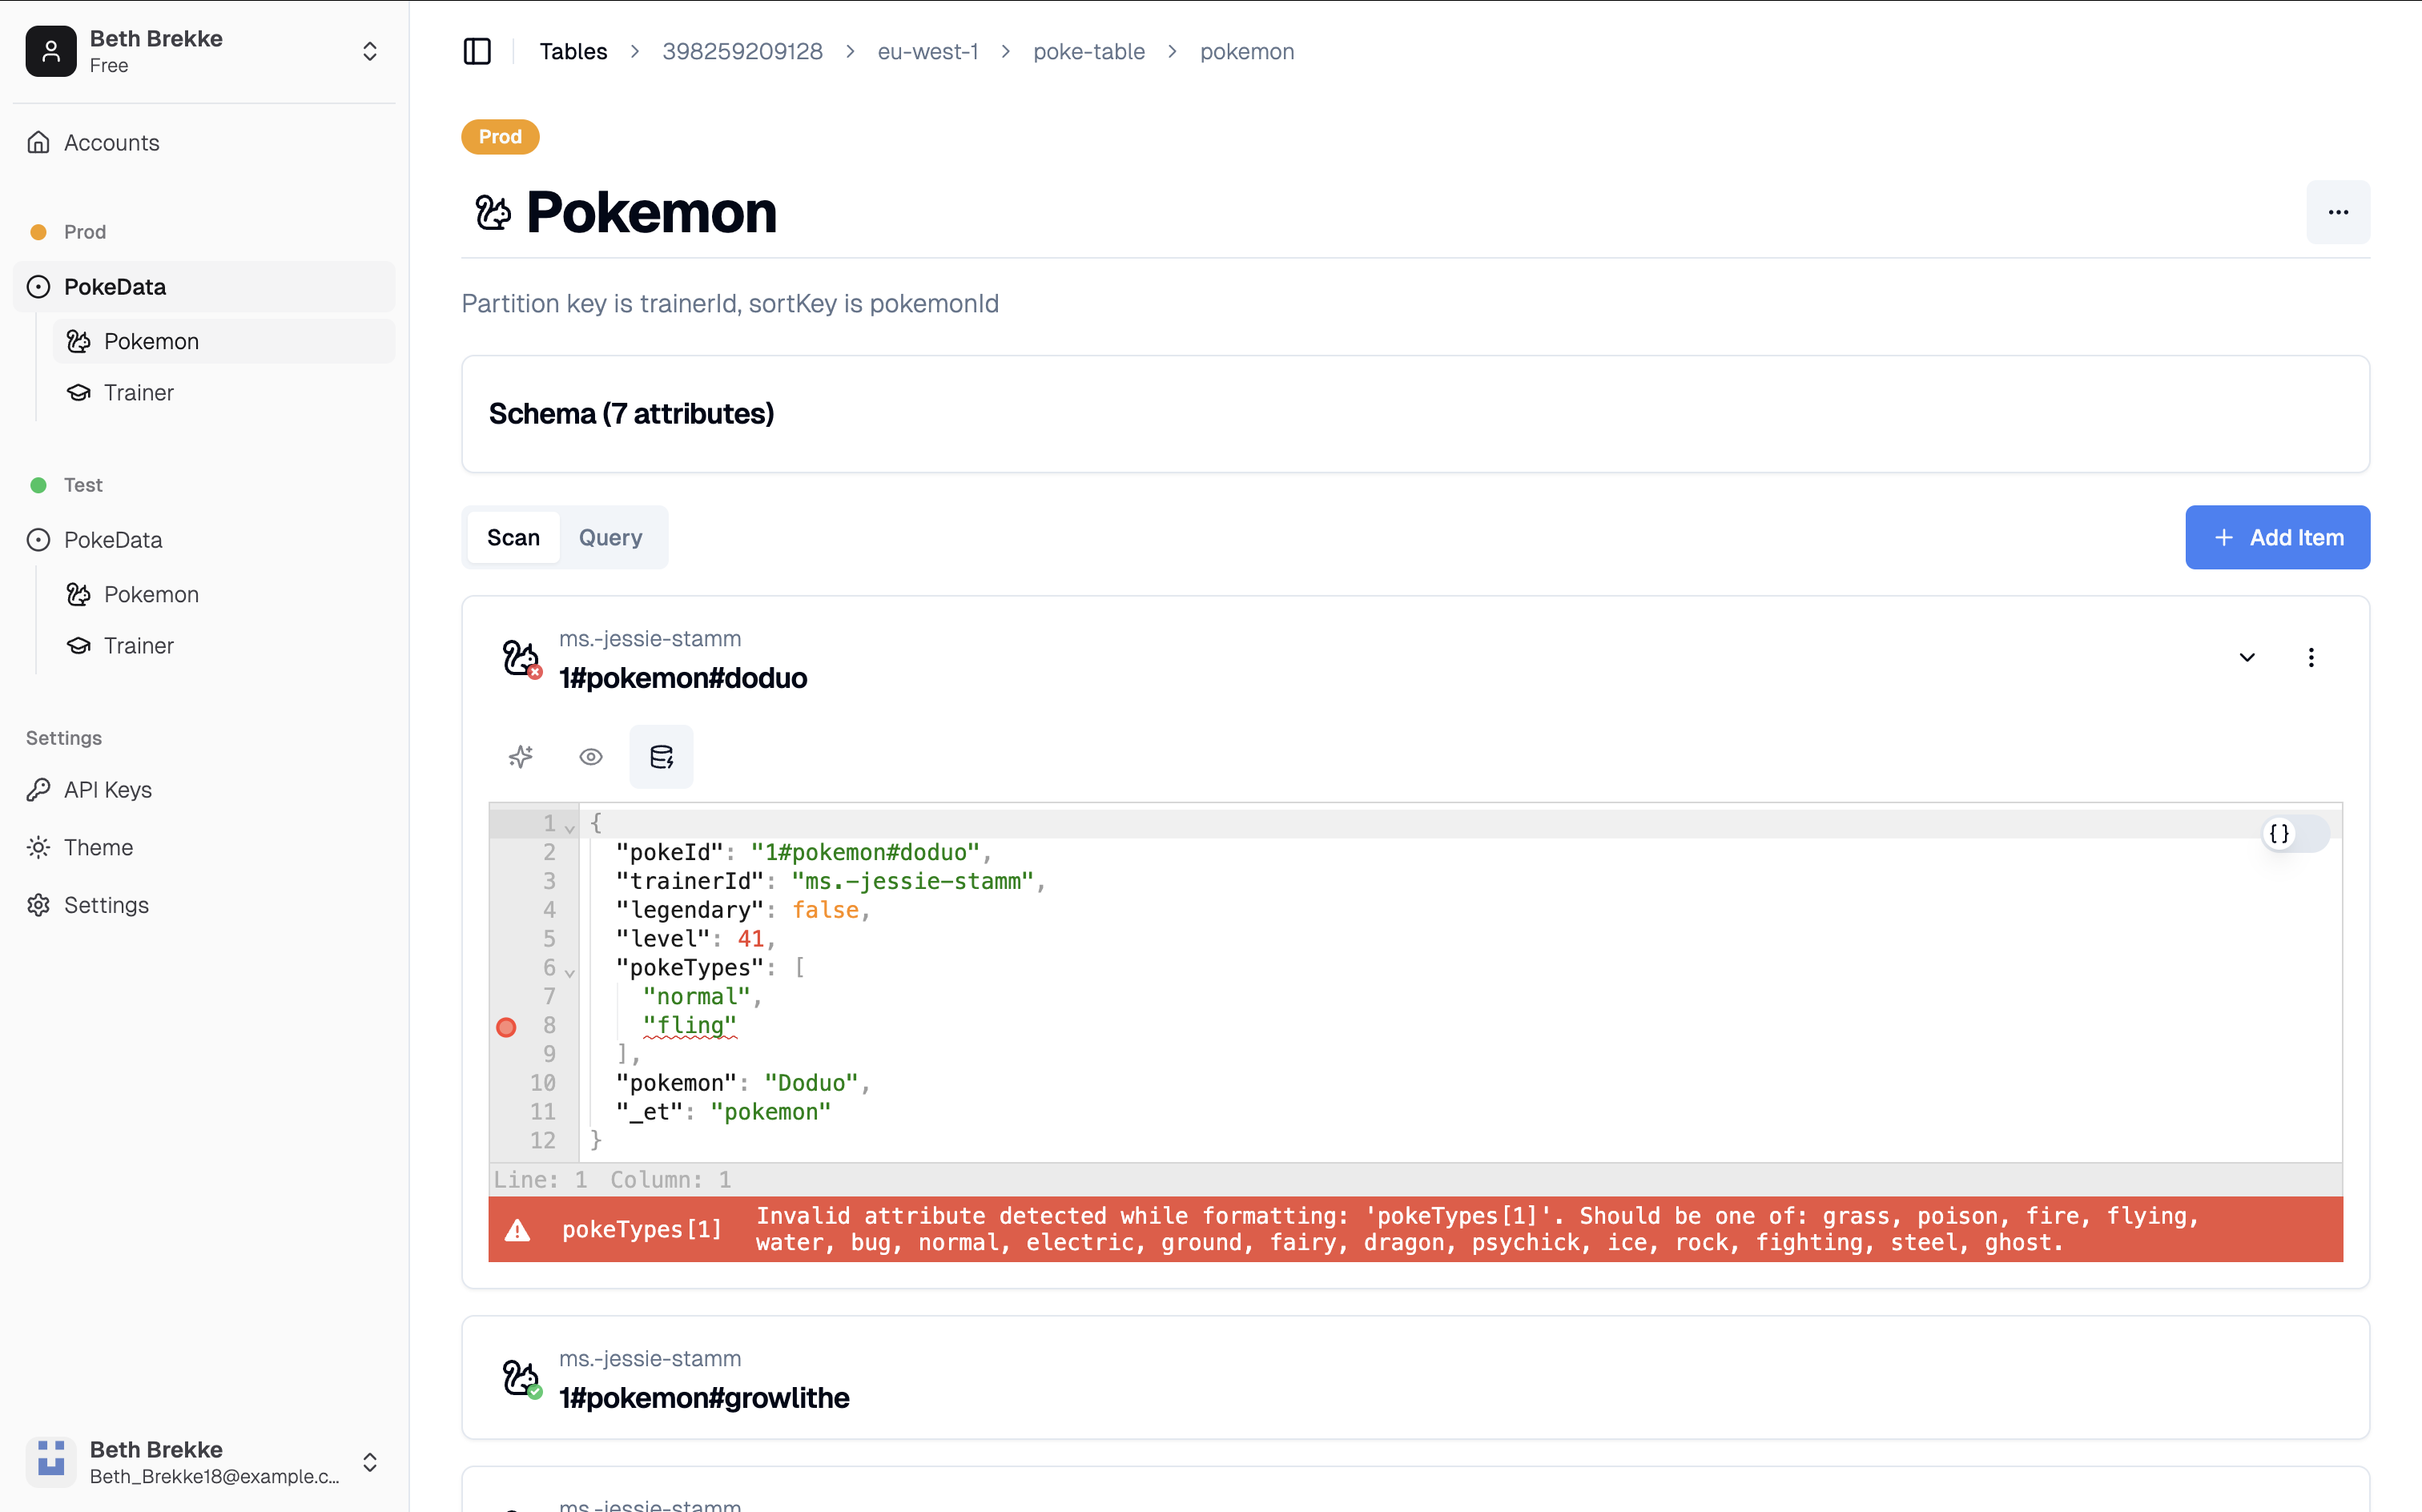 Beth Brekke
Free
Accounts
Prod
PokeData
Pokemon
Trainer
Test
PokeData
Pokemon
Trainer
Settings
API Keys
Theme
Settings
Beth Brekke
Beth_Brekke18@example.c...
Tables > 398259209128 > eu-west-1 > poke-table > pokemon
Prod
Pokemon
Partition key is trainerId, sortKey is pokemonId
Schema (7 attributes)
Scan Query
+ Add Item
ms.-jessie-stamm
1#pokemon#doduo
1 {
2 "pokeId": "1#pokemon#doduo",
3 "trainerId": "ms.-jessie-stamm",
4 "legendary": false,
5 "level": 41,
6 "pokeTypes": [
7 "normal",
8 "fling"
9 ],
10 "pokemon": "Doduo",
11 "_et": "pokemon"
12 }
{}
Line: 1 Column: 1
pokeTypes[1] Invalid attribute detected while formatting: 'pokeTypes[1]'. Should be one of: grass, poison, fire, flying,
water, bug, normal, electric, ground, fairy, dragon, psychick, ice, rock, fighting, steel, ghost.
ms.-jessie-stamm
1#pokemon#growlithe
ms.-jessie-stamm